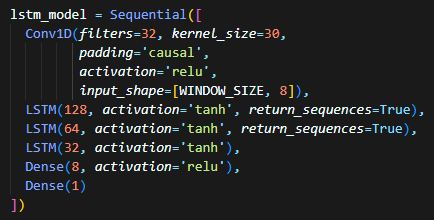 lstm_model = Sequential([
Conv1D(filters=32, kernel_size=30,
padding='causal',
activation='relu',
input_shape=[WINDOW_SIZE, 8]),
LSTM(128, activation='tanh', return_sequences=True),
LSTM(64, activation='tanh', return_sequences=True),
LSTM(32, activation='tanh'),
Dense(8, activation='relu'),
Dense(1)
])